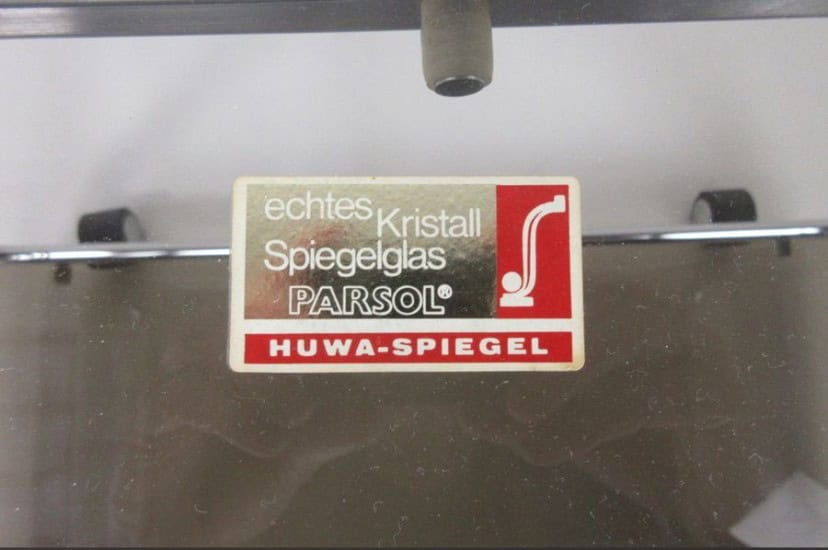 echtes Kristall
Spiegelglas
PARSOL®
HUWA-SPIEGEL